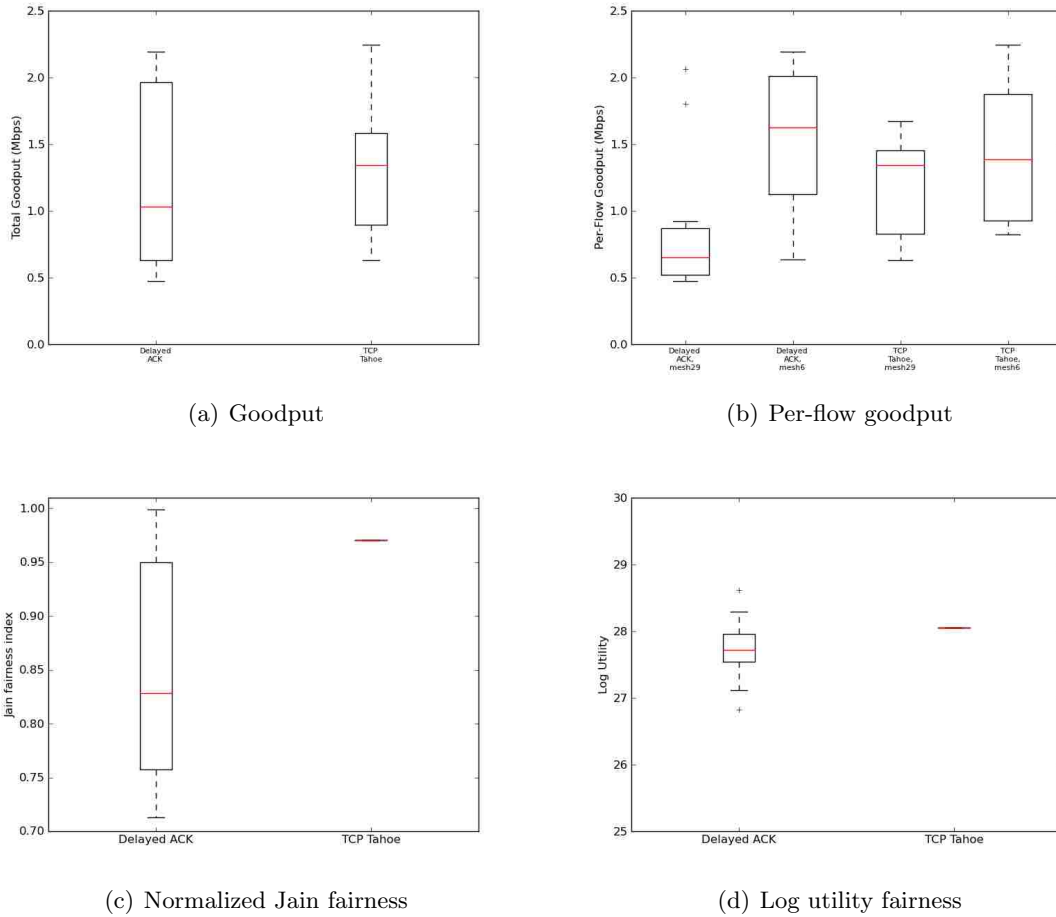 2.5
2.0
1.5
1.0
0.5
0.0
Total Goodput (Mbps)
Delayed
ACK
TCP
Tahoe
(a) Goodput
2.5
2.0
1.5
1.0
0.5
0.0
Per-Flow Goodput (Mbps)
Delayed
ACK,
mesh29
Delayed
ACK,
mesh6
TCP
Tahoe,
mesh29
TCP
Tahoe,
mesh6
(b) Per-flow goodput
1.00
0.95
0.90
0.85
0.80
0.75
0.70
Jain fairness index
Delayed ACK
TCP Tahoe
(c) Normalized Jain fairness
30
29
28
27
26
25
Log Utility
Delayed ACK
TCP Tahoe
(d) Log utility fairness